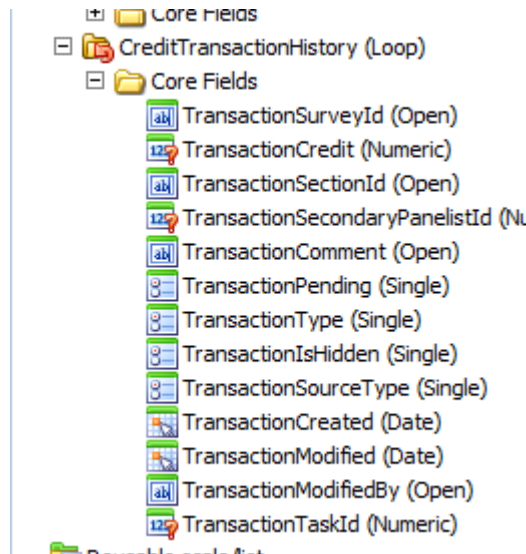 Core Fields
CreditTransactionHistory (Loop)
Core Fields
TransactionSurveyId (Open)
TransactionCredit (Numeric)
TransactionSectionId (Open)
TransactionSecondaryPanelistId (Nu
TransactionComment (Open)
TransactionPending (Single)
TransactionType (Single)
TransactionIsHidden (Single)
TransactionSourceType (Single)
TransactionCreated (Date)
TransactionModified (Date)
TransactionModifiedBy (Open)
TransactionTaskId (Numeric)